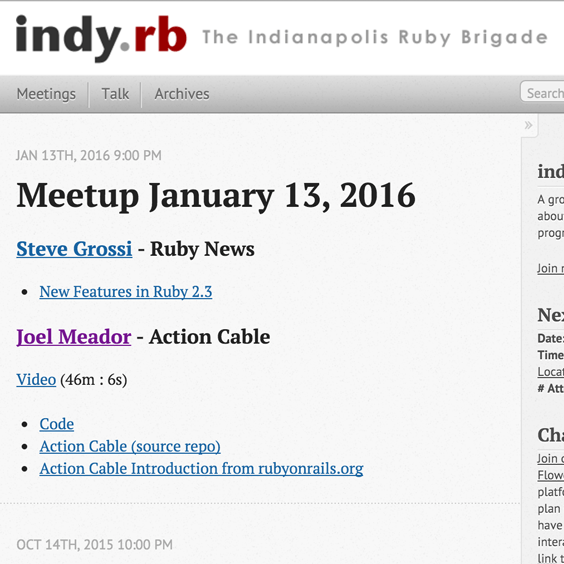 indy.rb The Indianapolis Ruby Brigade
Meetings Talk Archives
Search
»
JAN 13TH, 2016 9:00 PM
Meetup January 13, 2016
Steve Grossi - Ruby News
• New Features in Ruby 2.3
Joel Meador - Action Cable
Video (46m : 6s)
• Code
• Action Cable (source repo)
• Action Cable Introduction from rubyonrails.org
OCT 14TH, 2015 10:00 PM
ind
A gro
about
progr
Join
Nex
Date:
Time
Locat
# Att
Cha
Join
Flow
platf
plan
have
inter
link t